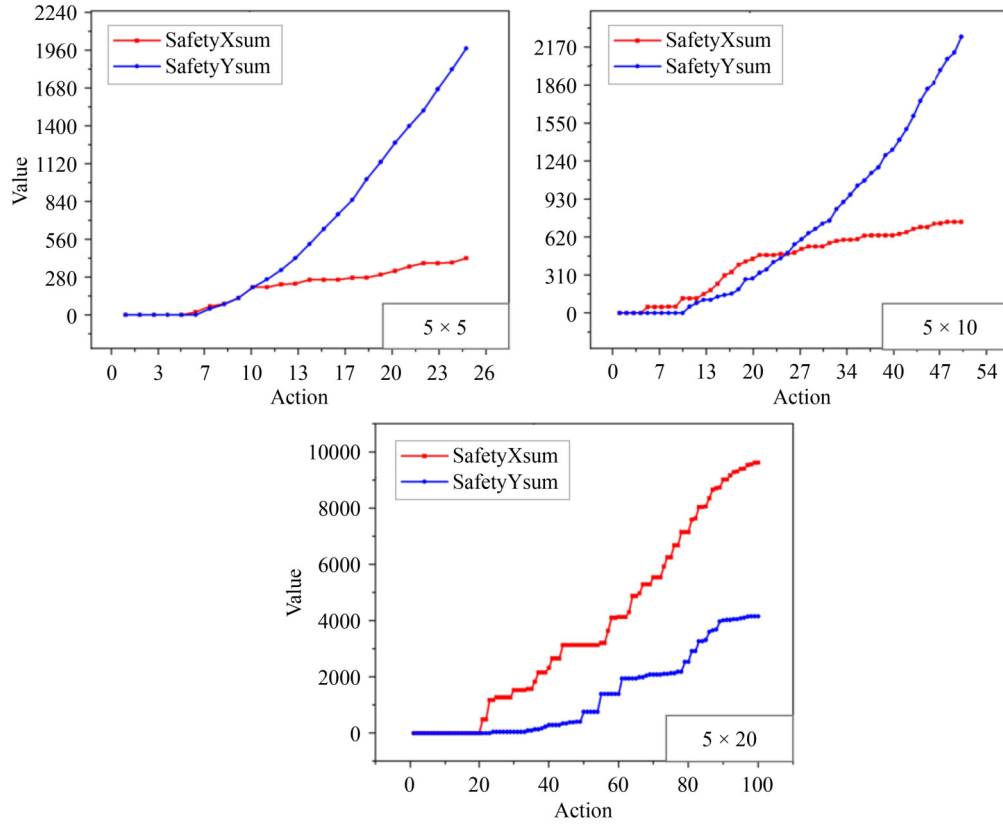 2240
1960
1680
1400
1120
840
560
280
0
Value
SafetyXsum
SafetyYsum
5 × 5
0 3 7 10 13 17 20 23 26
Action
2170
1860
1550
1240
930
620
310
0
SafetyXsum
SafetyYsum
5 × 10
0 7 13 20 27 34 40 47 54
Action
10000
8000
6000
4000
2000
0
Value
SafetyXsum
SafetyYsum
5 × 20
0 20 40 60 80 100
Action